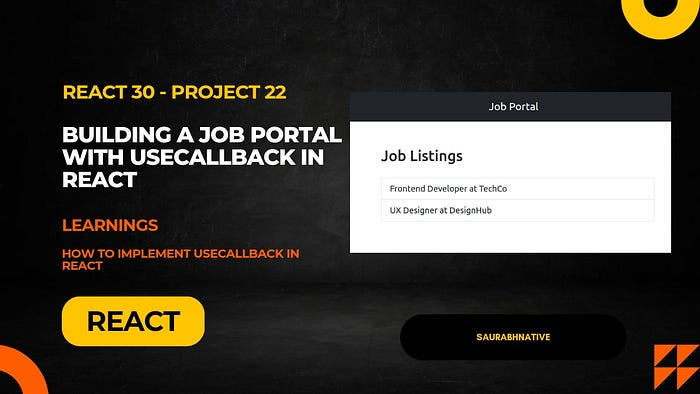 REACT 30 - PROJECT 22
BUILDING A JOB PORTAL
WITH USECALLBACK IN
REACT
LEARNINGS
HOW TO IMPLEMENT USECALLBACK IN
REACT
REACT
Job Portal
Job Listings
Frontend Developer at TechCo
UX Designer at DesignHub
SAURABHNATIVE